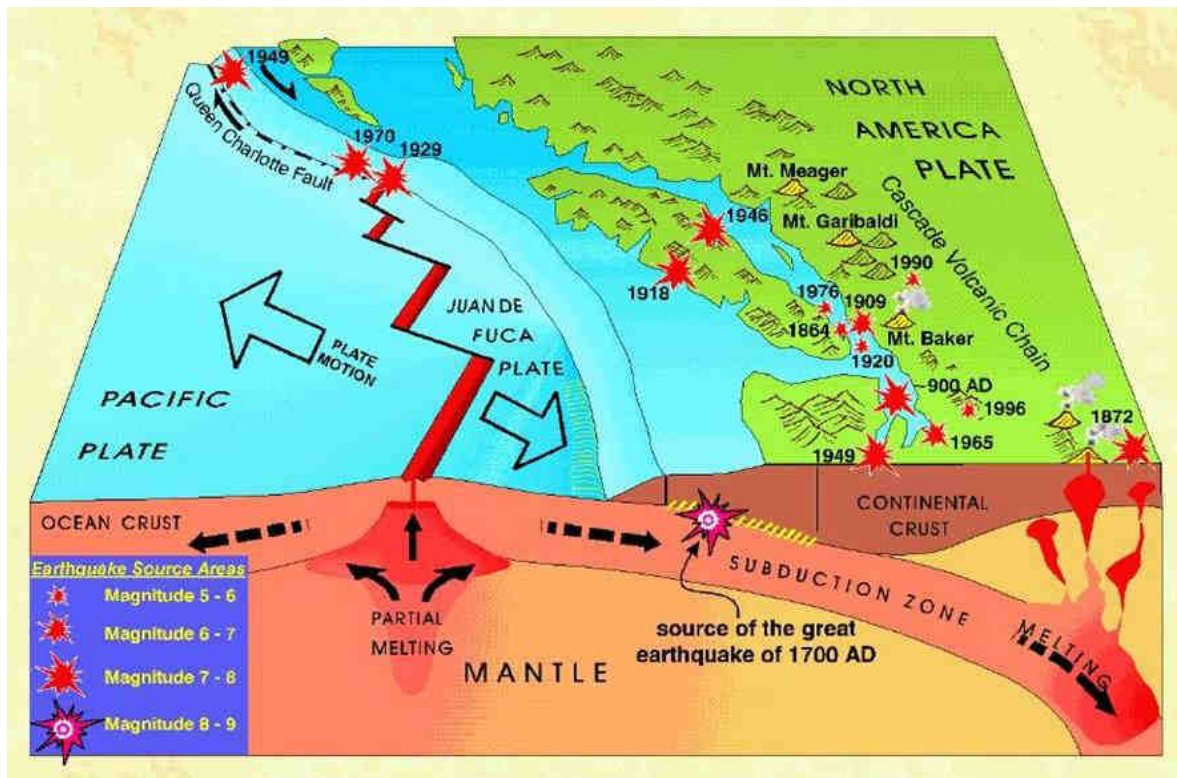 1949
Queen Charlotte Fault
1970
1929
NORTH
AMERICA
PLATE
Mt. Meager
Cascade Volcanic Chain
Mt. Garibaldi
1946
1990
1918
1976
1909
1864
Mt. Baker
1920
JUAN DE
FUCA
PLATE
PLATE
MOTION
PACIFIC
PLATE
900 AD
1996
1872
1965
1949
OCEAN CRUST
CONTINENTAL
CRUST
SUBDUCTION ZONE
PARTIAL
MELTING
source of the great
earthquake of 1700 AD
MELTING
MANTLE
Earthquake Source Areas
Magnitude 5 - 6
Magnitude 6 - 7
Magnitude 7 - 8
Magnitude 8 - 9